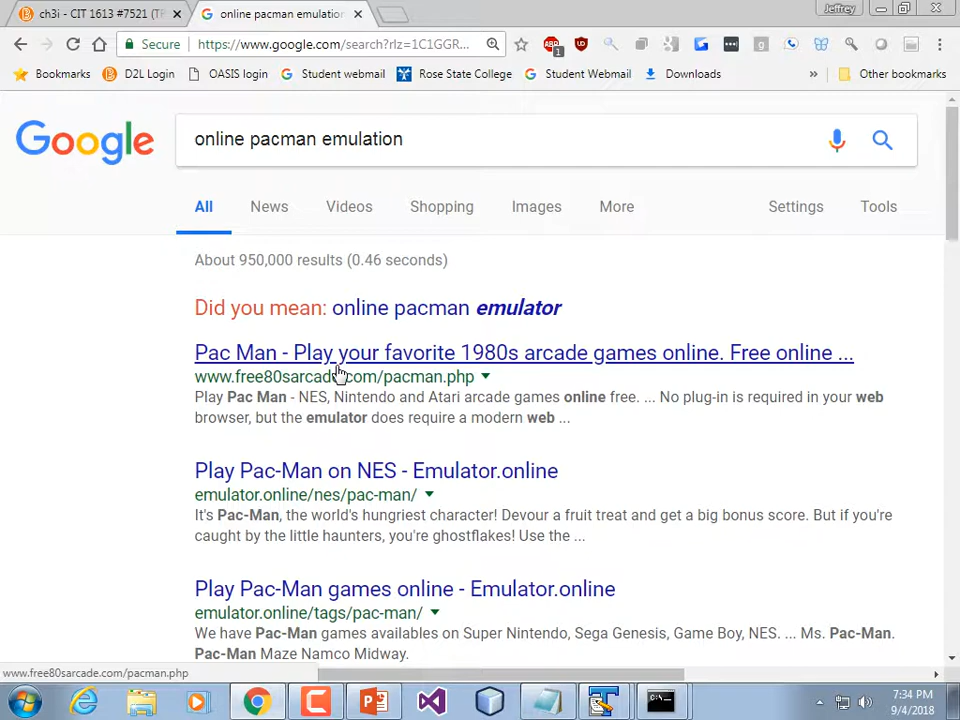 ch3i - CIT 1613 #7521 (TF
online pacman emulation
Jeffrey
Secure https://www.google.com/search?rlz=1C1GGR...
1
Bookmarks D2L Login OASIS login Student webmail Rose State College Student Webmail Downloads » Other bookmarks
Google
online pacman emulation
All News Videos Shopping Images More Settings Tools
About 950,000 results (0.46 seconds)
Did you mean: online pacman emulator
Pac Man - Play your favorite 1980s arcade games online. Free online ...
www.free80sarcade.com/pacman.php
Play Pac Man - NES, Nintendo and Atari arcade games online free. ... No plug-in is required in your web
browser, but the emulator does require a modern web ...
Play Pac-Man on NES - Emulator.online
emulator.online/nes/pac-man/
It's Pac-Man, the world's hungriest character! Devour a fruit treat and get a big bonus score. But if you're
caught by the little haunters, you're ghostflakes! Use the ...
Play Pac-Man games online - Emulator.online
emulator.online/tags/pac-man/
We have Pac-Man games available on Super Nintendo, Sega Genesis, Game Boy, NES. ... Ms. Pac-Man.
Pac-Man Maze Namco Midway.
www.free80sarcade.com/pacman.php
7:34 PM
9/4/2018